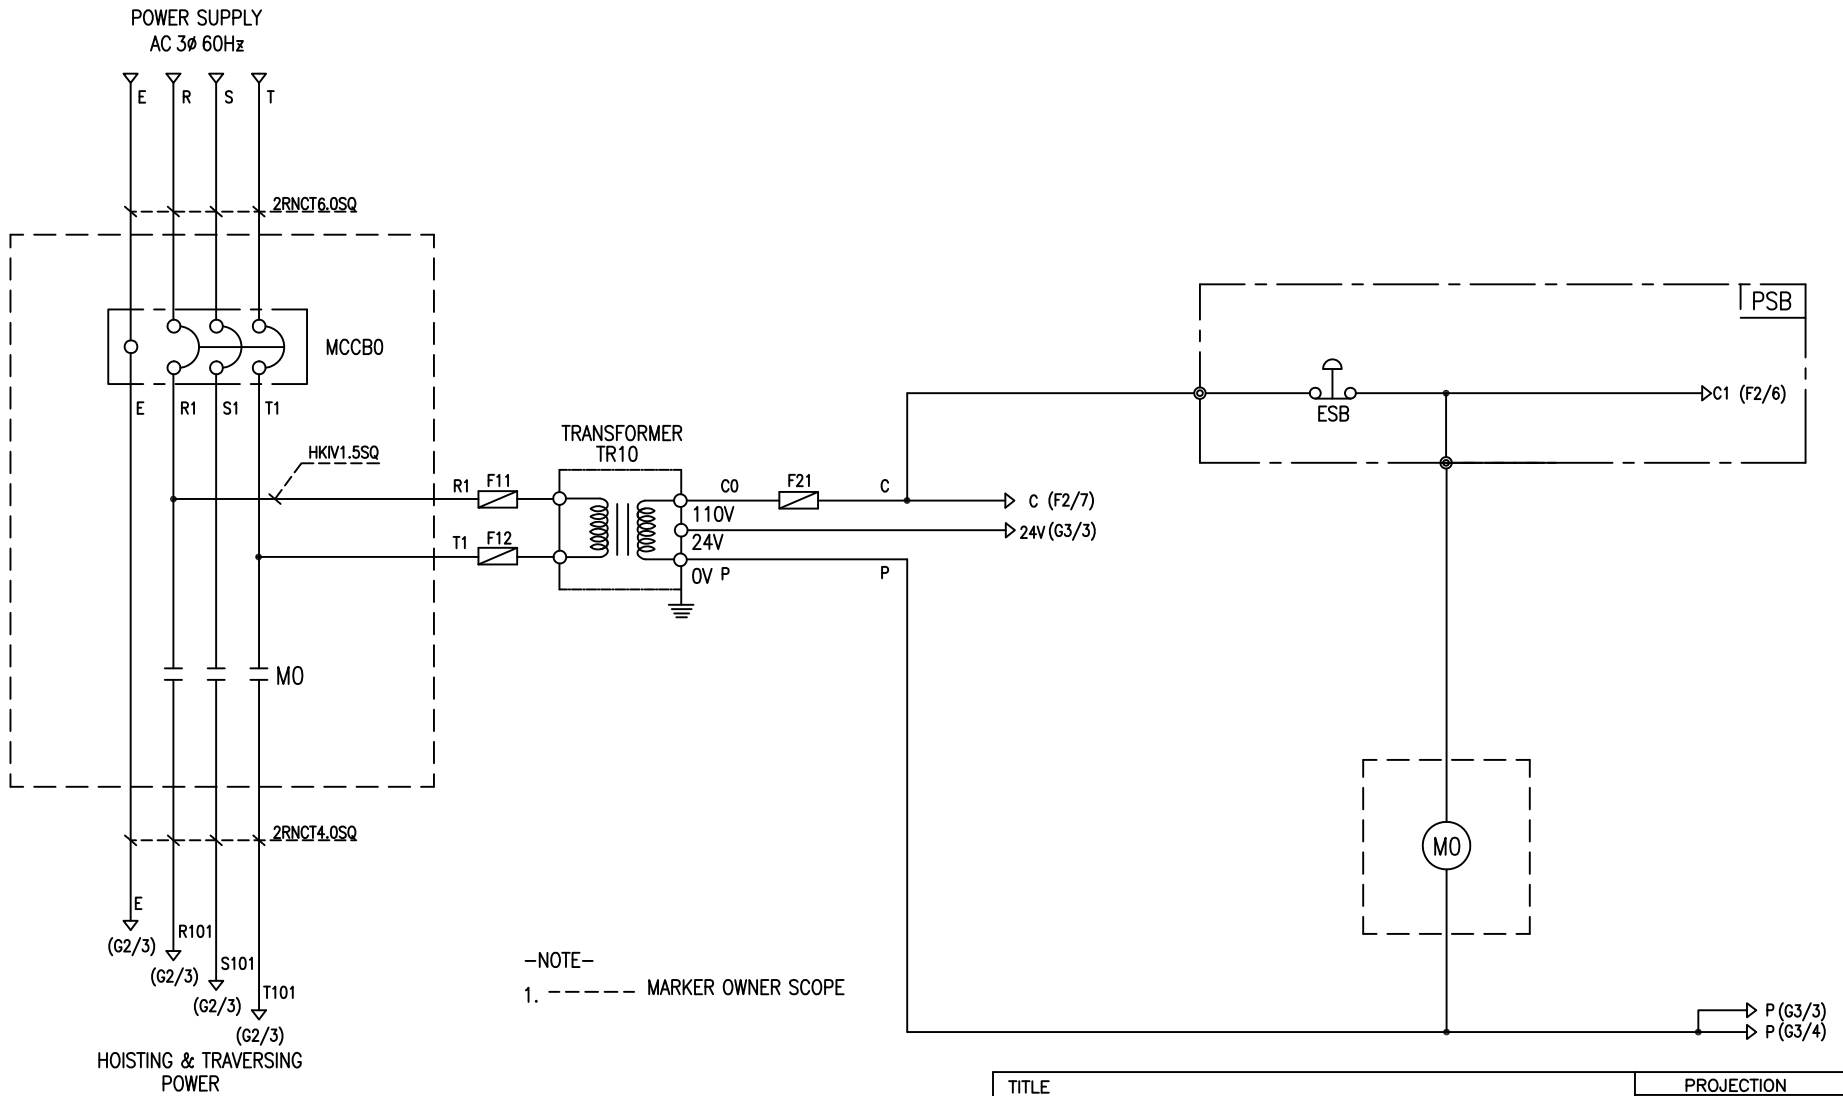 POWER SUPPLY
AC 3ø 60Hz
E R S T
2RNCT6.0SQ
PSB
MCCB0
E R1 S1 T1
C1 (F2/6)
ESB
TRANSFORMER
TR10
HKIV1.5SQ
R1 F11
C0 F21 C
C (F2/7)
110V
24V (G3/3)
T1 F12
24V
0V P P
M0
2RNCT4.0SQ
M0
E
(G2/3)
R101
(G2/3)
S101
(G2/3)
T101
(G2/3)
HOISTING & TRAVERSING
POWER
-NOTE-
1. ------ MARKER OWNER SCOPE
P (G3/3)
P (G3/4)
TITLE
PROJECTION